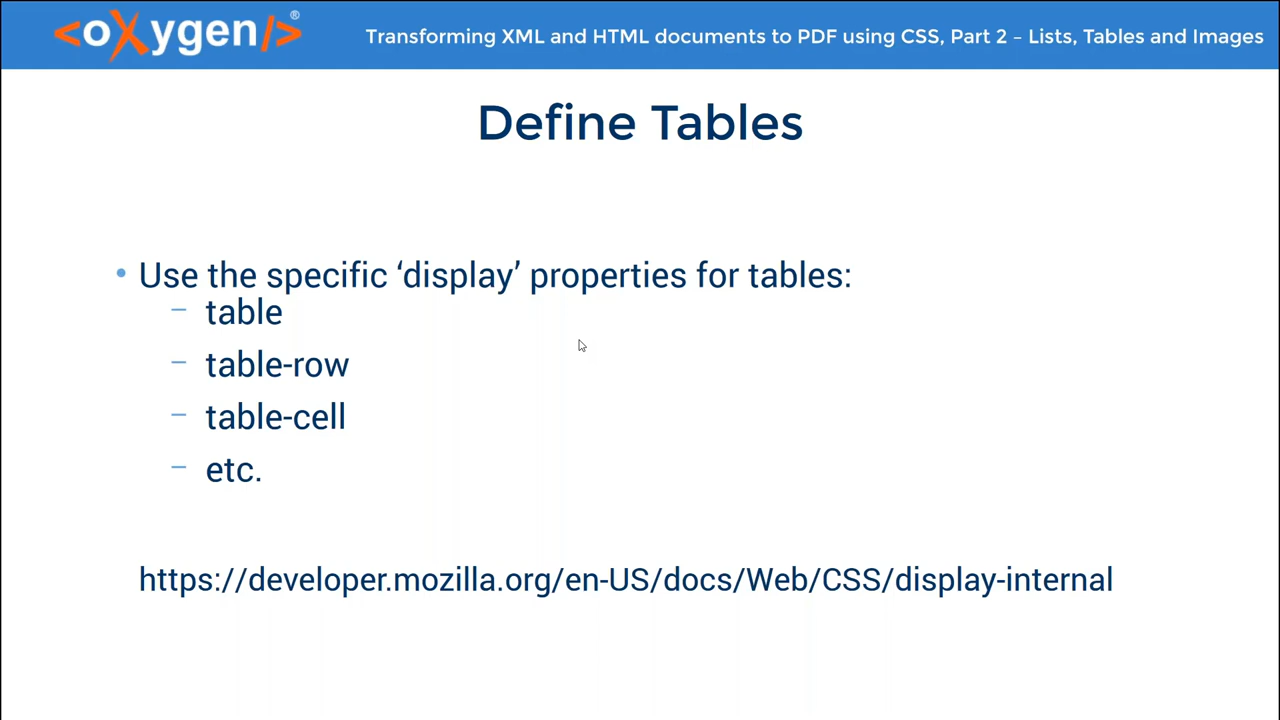 <oXygen/>®
Transforming XML and HTML documents to PDF using CSS, Part 2 – Lists, Tables and Images
Define Tables
• Use the specific ‘display’ properties for tables:
– table
– table-row
– table-cell
– etc.
https://developer.mozilla.org/en-US/docs/Web/CSS/display-internal